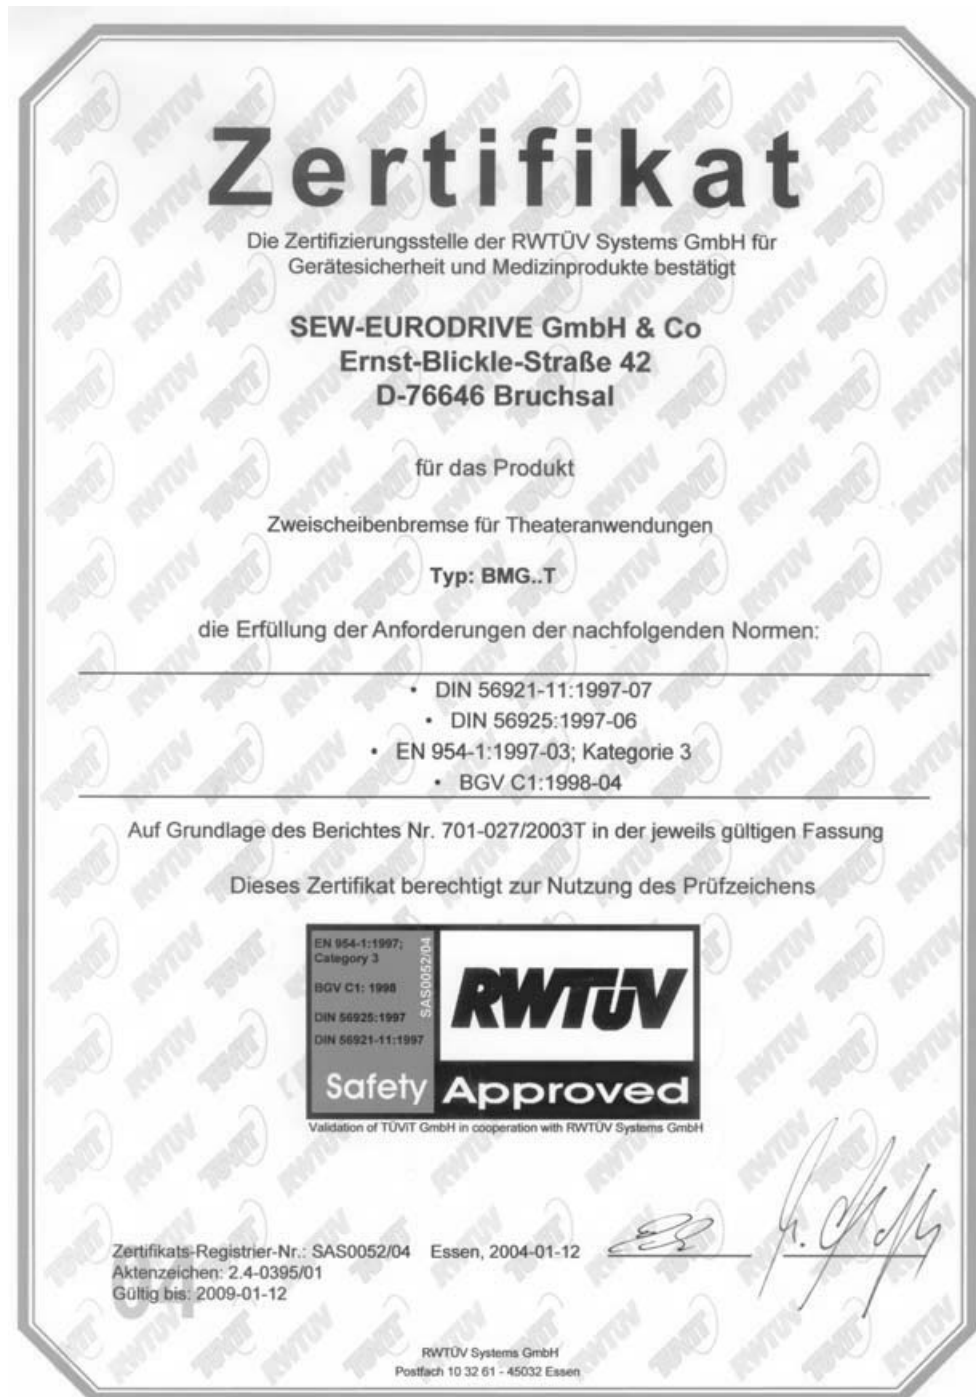 Zertifikat
Die Zertifizierungsstelle der RWTÜV Systems GmbH für
Gerätesicherheit und Medizinprodukte bestätigt
SEW-EURODRIVE GmbH & Co
Ernst-Blickle-Straße 42
D-76646 Bruchsal
für das Produkt
Zweischeibenbremse für Theateranwendungen
Typ: BMG..T
die Erfüllung der Anforderungen der nachfolgenden Normen:
• DIN 56921-11:1997-07
• DIN 56925:1997-06
• EN 954-1:1997-03; Kategorie 3
• BGV C1:1998-04
Auf Grundlage des Berichtes Nr. 701-027/2003T in der jeweils gültigen Fassung
Dieses Zertifikat berechtigt zur Nutzung des Prüfzeichens
EN 954-1:1997;
Category 3
BGV C1: 1998
DIN 56925:1997
DIN 56921-11:1997
SAS0052/04
RWTÜV
Safety Approved
Validation of TÜViT GmbH in cooperation with RWTÜV Systems GmbH
Zertifikats-Registrier-Nr.: SAS0052/04 Essen, 2004-01-12
Aktenzeichen: 2.4-0395/01
Gültig bis: 2009-01-12
04
RWTÜV Systems GmbH
Postfach 10 32 61 - 45032 Essen